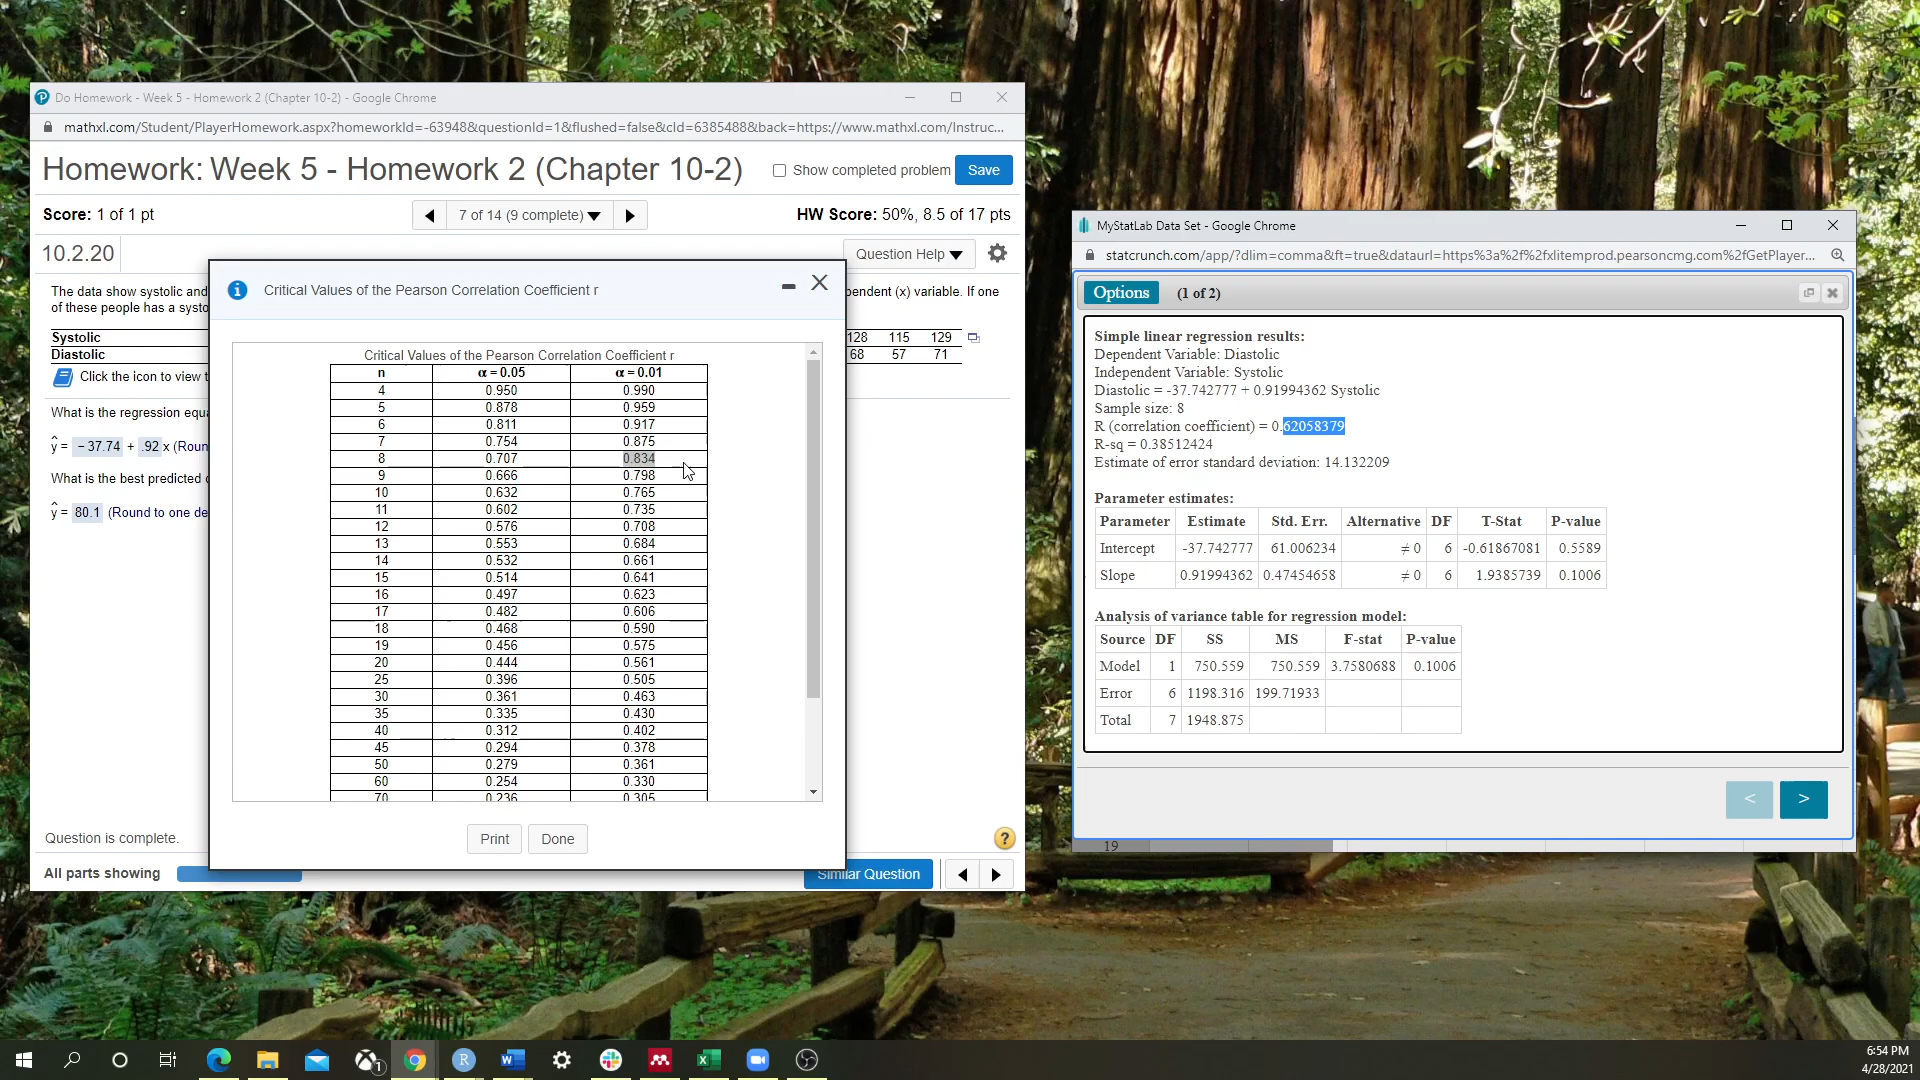 Do Homework - Week 5 - Homework 2 (Chapter 10-2) - Google Chrome
mathxl.com/Student/PlayerHomework.aspx?homeworkId=-63948&questionId=1&flushed=false&cId=6385488&back=https://www.mathxl.com/Instruc...
Homework: Week 5 - Homework 2 (Chapter 10-2)
Show completed problem
Save
Score: 1 of 1 pt
7 of 14 (9 complete)
HW Score: 50%, 8.5 of 17 pts
10.2.20
Question Help
The data show systolic and
pendent (x) variable. If one
of these people has a systo
Systolic
128 115 129
Diastolic
68 57 71
Click the icon to view t
What is the regression equa
ŷ = -37.74 + .92 x (Roun
What is the best predicted
ŷ = 80.1 (Round to one de
Question is complete.
All parts showing
Similar Question
?
Critical Values of the Pearson Correlation Coefficient r
Critical Values of the Pearson Correlation Coefficient r
n α = 0.05 α = 0.01
4 0.950 0.990
5 0.878 0.959
6 0.811 0.917
7 0.754 0.875
8 0.707 0.834
9 0.666 0.798
10 0.632 0.765
11 0.602 0.735
12 0.576 0.708
13 0.553 0.684
14 0.532 0.661
15 0.514 0.641
16 0.497 0.623
17 0.482 0.606
18 0.468 0.590
19 0.456 0.575
20 0.444 0.561
25 0.396 0.505
30 0.361 0.463
35 0.335 0.430
40 0.312 0.402
45 0.294 0.378
50 0.279 0.361
60 0.254 0.330
70 0.236 0.305
Print
Done
MyStatLab Data Set - Google Chrome
statcrunch.com/app/?dlim=comma&ft=true&dataurl=https%3a%2f%2fxlitemprod.pearsoncmg.com%2fGetPlayer...
Options (1 of 2)
Simple linear regression results:
Dependent Variable: Diastolic
Independent Variable: Systolic
Diastolic = -37.742777 + 0.91994362 Systolic
Sample size: 8
R (correlation coefficient) = 0.62058379
R-sq = 0.38512424
Estimate of error standard deviation: 14.132209
Parameter estimates:
Parameter Estimate Std. Err. Alternative DF T-Stat P-value
Intercept -37.742777 61.006234 ≠ 0 6 -0.61867081 0.5589
Slope 0.91994362 0.47454658 ≠ 0 6 1.9385739 0.1006
Analysis of variance table for regression model:
Source DF SS MS F-stat P-value
Model 1 750.559 750.559 3.7580688 0.1006
Error 6 1198.316 199.71933
Total 7 1948.875
<
>
19
6:54 PM
4/28/2021